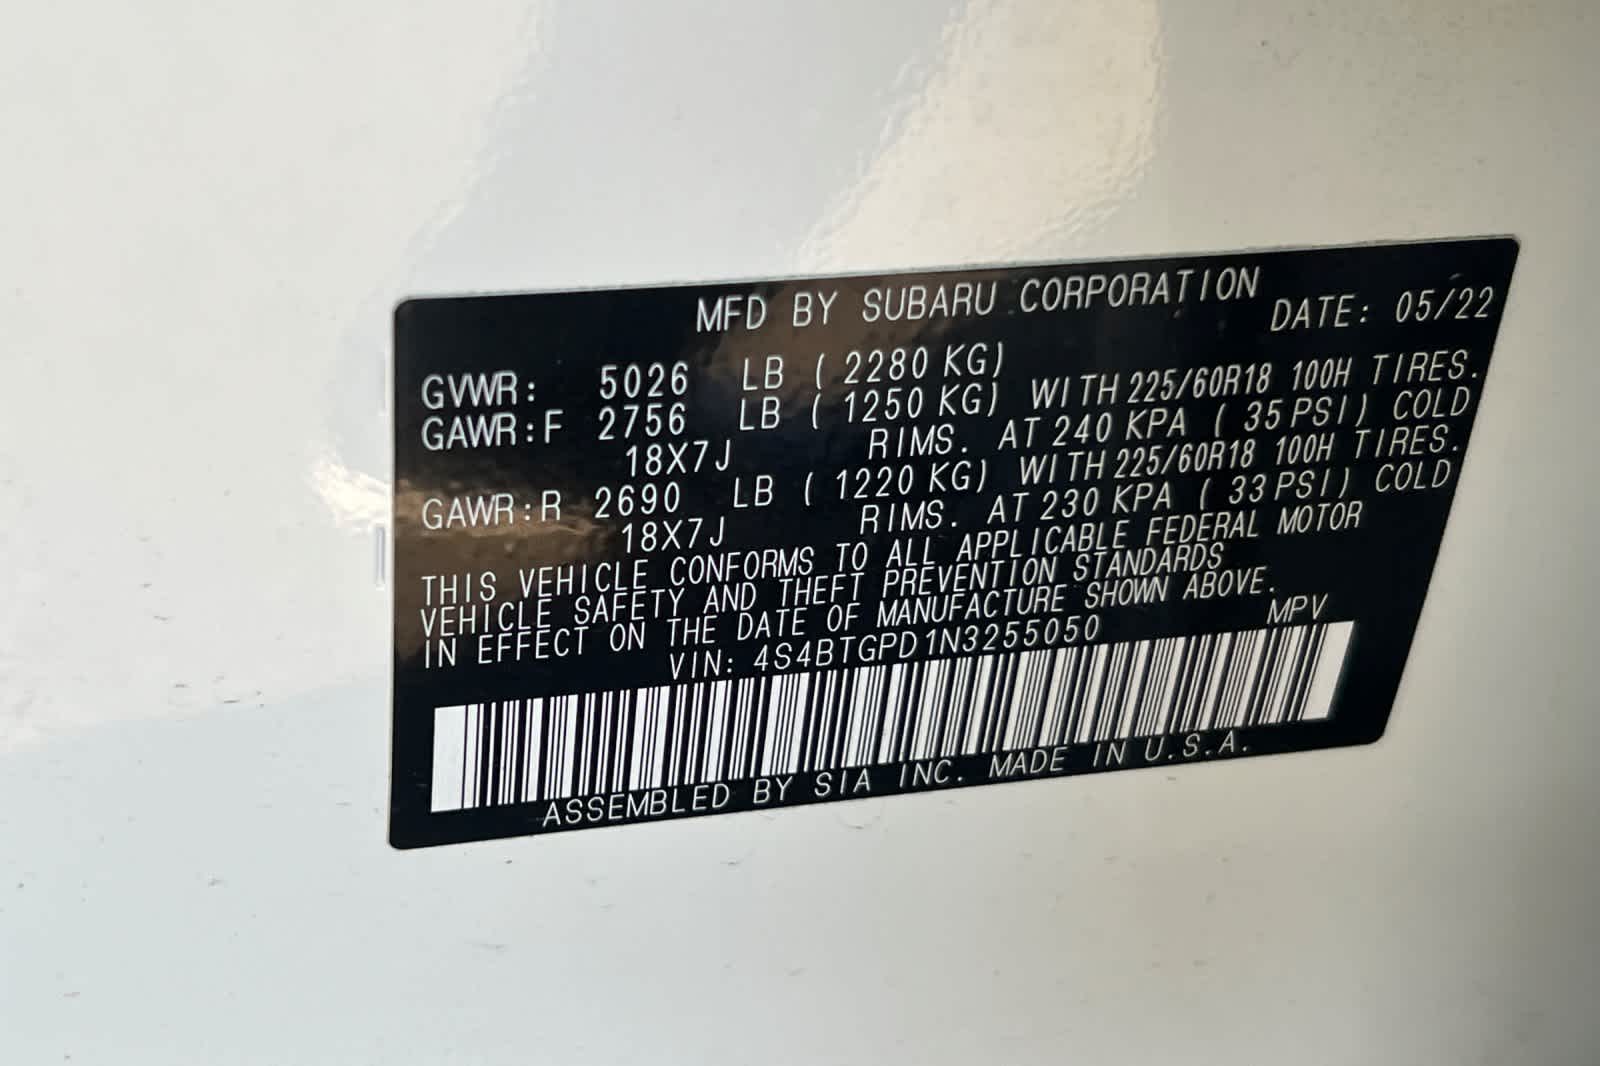 MFD BY SUBARU CORPORATION
DATE: 05/22
GVWR: 5026 LB ( 2280 KG)
GAWR:F 2756 LB ( 1250 KG) WITH 225/60R18 100H TIRES.
18X7J RIMS. AT 240 KPA ( 35 PSI) COLD
GAWR:R 2690 LB ( 1220 KG) WITH 225/60R18 100H TIRES.
18X7J RIMS. AT 230 KPA ( 33 PSI) COLD
THIS VEHICLE CONFORMS TO ALL APPLICABLE FEDERAL MOTOR
VEHICLE SAFETY AND THEFT PREVENTION STANDARDS
IN EFFECT ON THE DATE OF MANUFACTURE SHOWN ABOVE.
VIN: 4S4BTGPD1N3255050 MPV
ASSEMBLED BY SIA INC. MADE IN U.S.A.